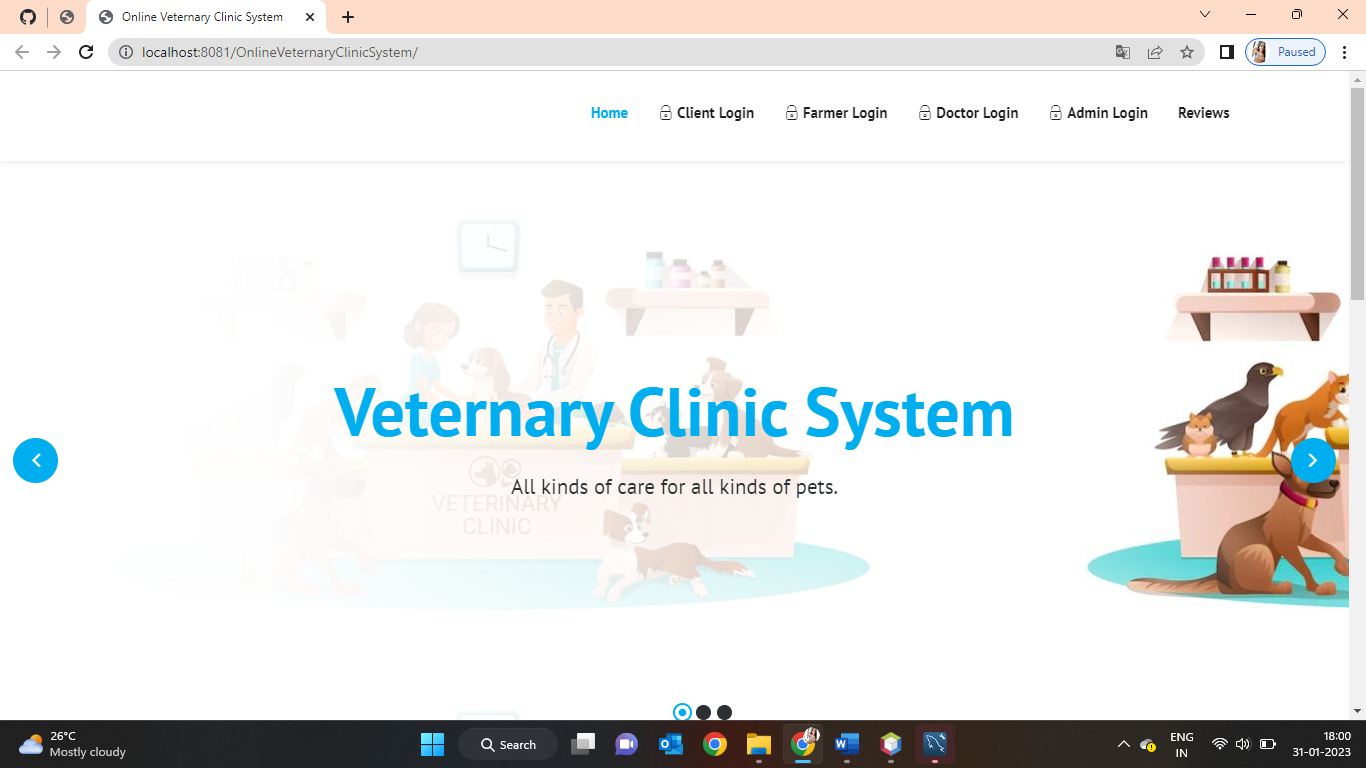 Online Veternary Clinic System
localhost:8081/OnlineVeternaryClinicSystem/
Paused
Home Client Login Farmer Login Doctor Login Admin Login Reviews
Veternary Clinic System
All kinds of care for all kinds of pets.
VETERINARY
CLINIC
26°C
Mostly cloudy
Search
ENG
IN
18:00
31-01-2023